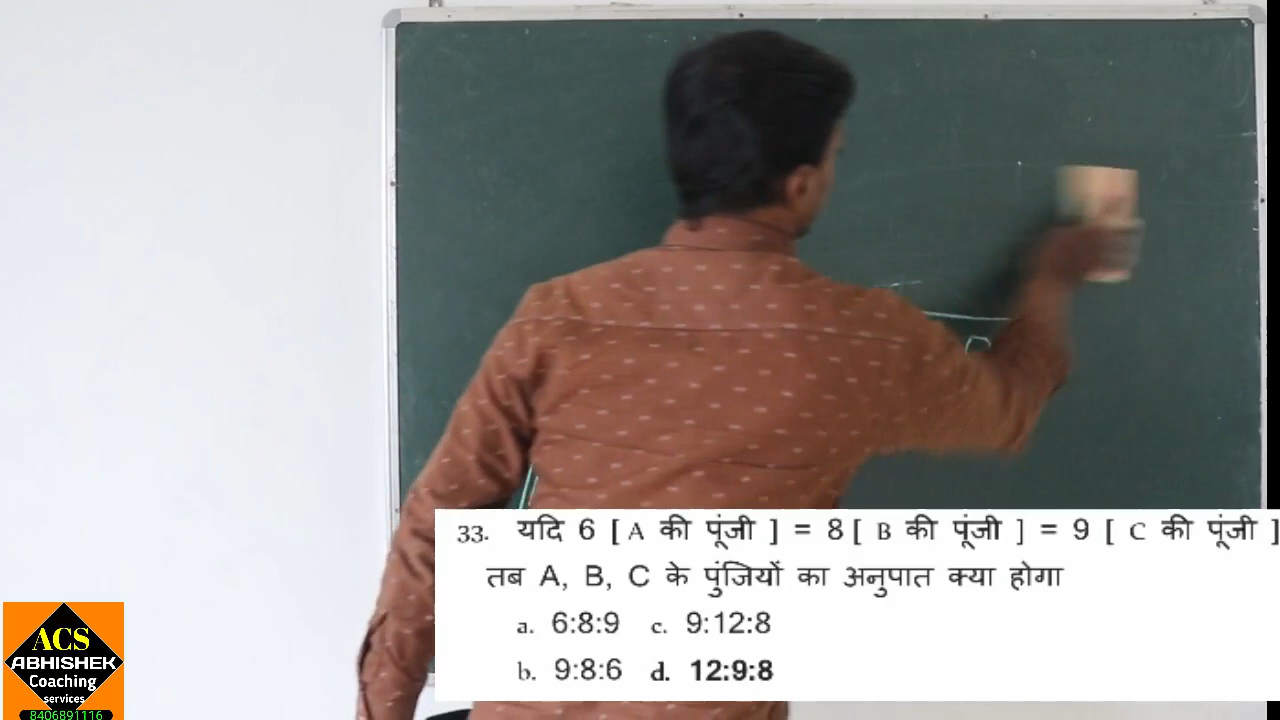 33. यदि 6 [ A की पूंजी ] = 8 [ B की पूंजी ] = 9 [ C की पूंजी ]
तब A, B, C के पुंजियों का अनुपात क्या होगा
a. 6:8:9 c. 9:12:8
b. 9:8:6 d. 12:9:8
ACS
ABHISHEK
Coaching
services
8406891116